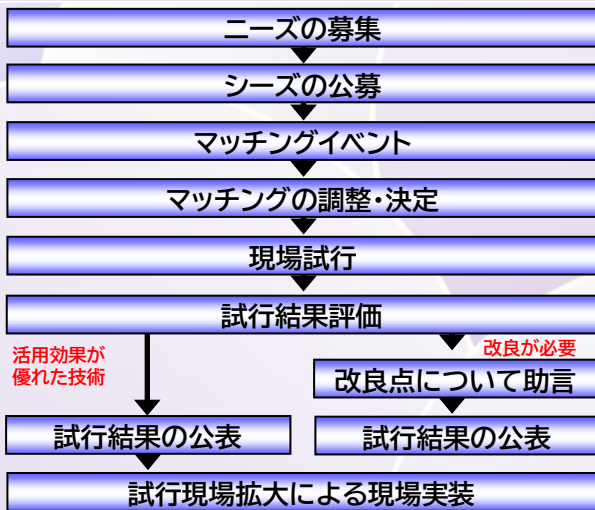 ニーズの募集
シーズの公募
マッチングイベント
マッチングの調整・決定
現場試行
試行結果評価
活用効果が
優れた技術
改良が必要
改良点について助言
試行結果の公表
試行結果の公表
試行現場拡大による現場実装